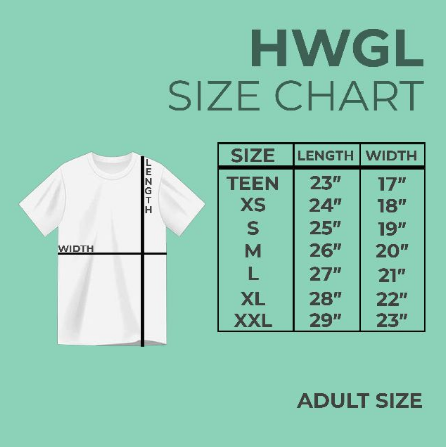 HWGL
SIZE CHART
LENGTH
WIDTH
SIZE LENGTH WIDTH
TEEN 23" 17"
XS 24" 18"
S 25" 19"
M 26" 20"
L 27" 21"
XL 28" 22"
XXL 29" 23"
ADULT SIZE